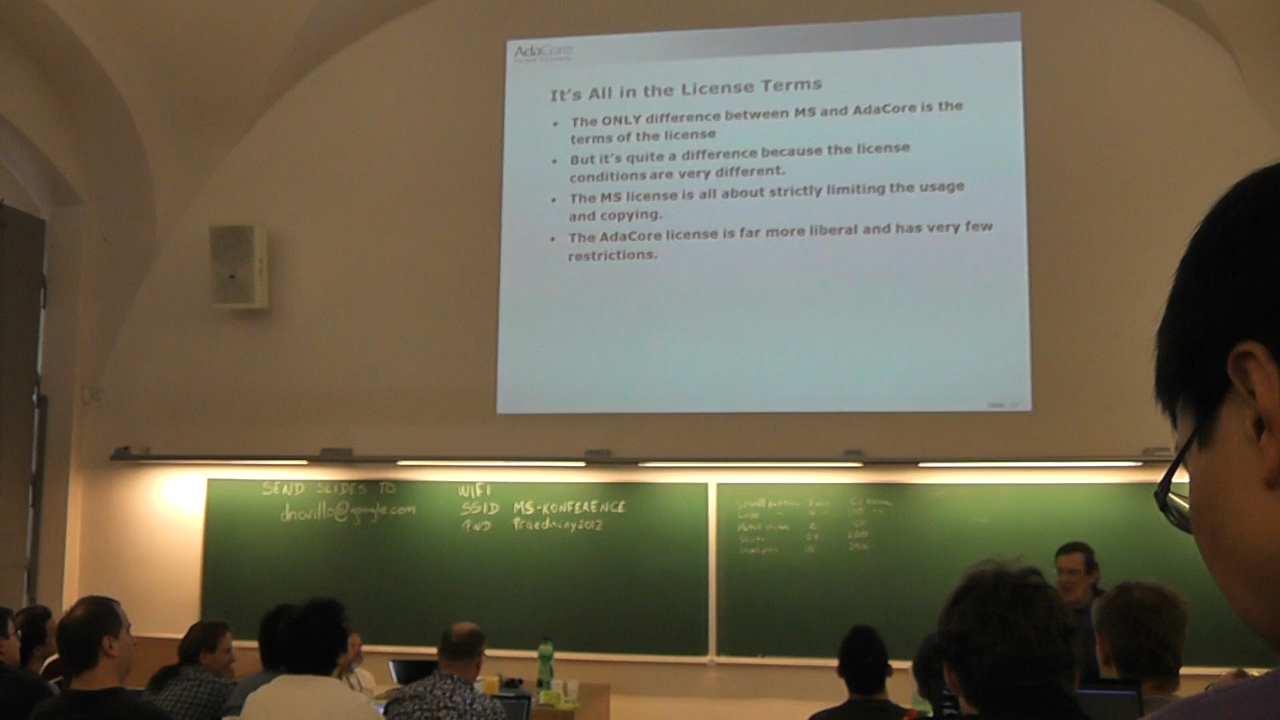 AdaCore
It's All in the License Terms
• The ONLY difference between MS and AdaCore is the
terms of the license
• But it's quite a difference because the license
conditions are very different.
• The MS license is all about strictly limiting the usage
and copying.
• The AdaCore license is far more liberal and has very few
restrictions.
SEND SLIDES TO
dnovillo@google.com
WIFI
SSID MS-KONFERENCE
PWD Praedniny2012